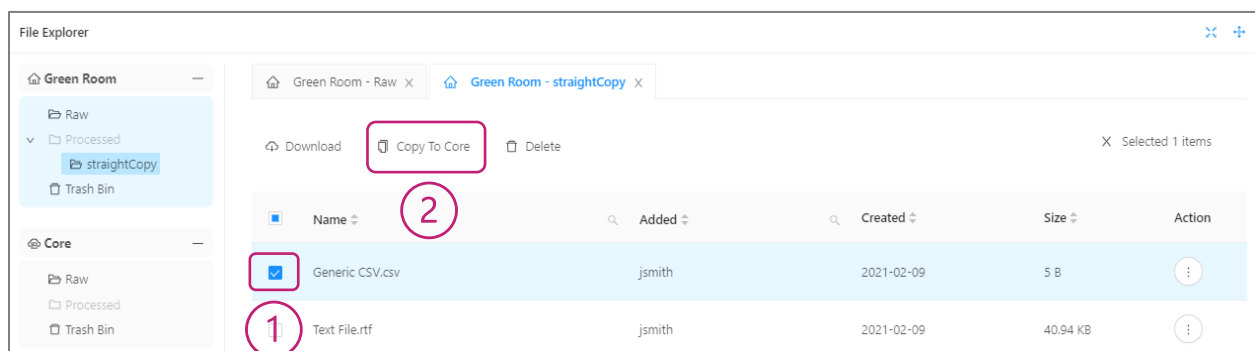 File Explorer
Green Room
Raw
Processed
straightCopy
Trash Bin
Core
Raw
Processed
Trash Bin
Green Room - Raw X
Green Room - straightCopy X
Download Copy To Core Delete
X Selected 1 items
2
Name Added Created Size Action
Generic CSV.csv jsmith 2021-02-09 5 B
1
Text File.rtf jsmith 2021-02-09 40.94 KB